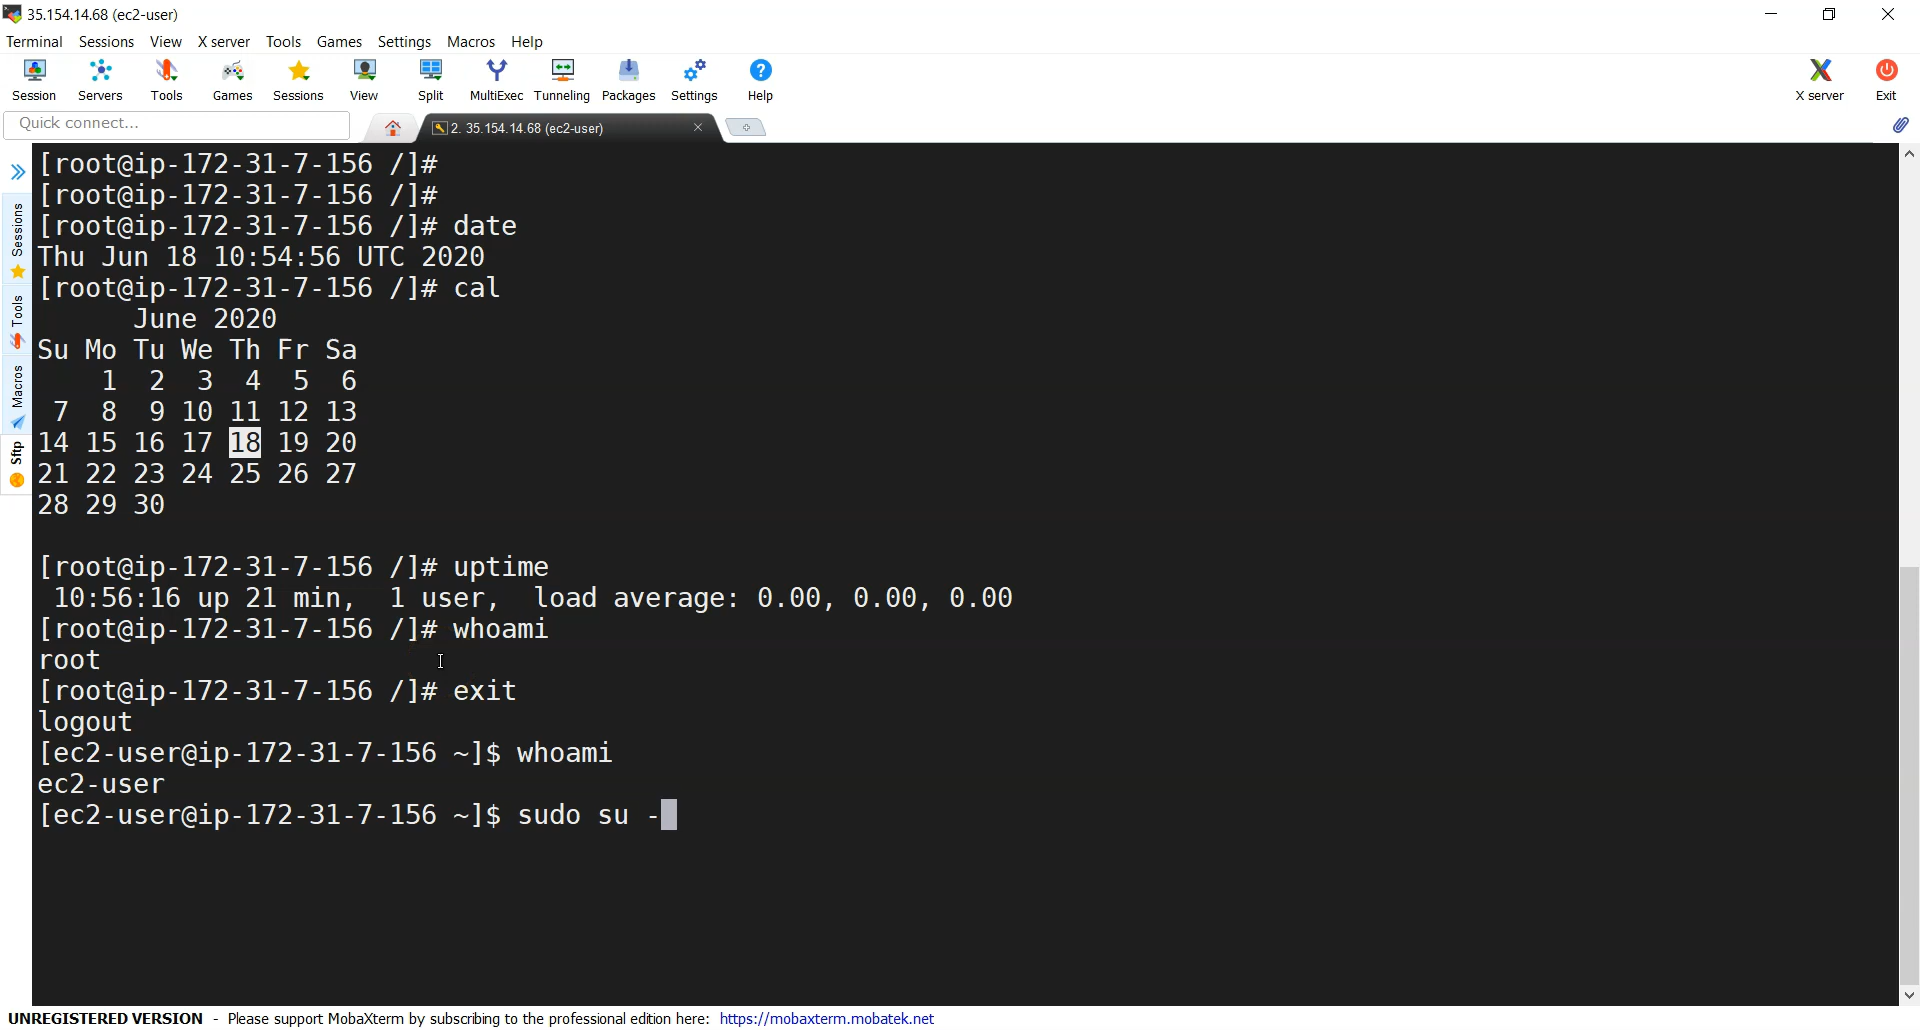 35.154.14.68 (ec2-user)
Terminal Sessions View X server Tools Games Settings Macros Help
Session Servers Tools Games Sessions View Split MultiExec Tunneling Packages Settings Help X server Exit
Quick connect...
2. 35.154.14.68 (ec2-user)
Sessions
Tools
Macros
Sftp
[root@ip-172-31-7-156 /]#
[root@ip-172-31-7-156 /]#
[root@ip-172-31-7-156 /]# date
Thu Jun 18 10:54:56 UTC 2020
[root@ip-172-31-7-156 /]# cal
      June 2020
Su Mo Tu We Th Fr Sa
    1  2  3  4  5  6
 7  8  9 10 11 12 13
14 15 16 17 18 19 20
21 22 23 24 25 26 27
28 29 30
[root@ip-172-31-7-156 /]# uptime
 10:56:16 up 21 min,  1 user,  load average: 0.00, 0.00, 0.00
[root@ip-172-31-7-156 /]# whoami
root
[root@ip-172-31-7-156 /]# exit
logout
[ec2-user@ip-172-31-7-156 ~]$ whoami
ec2-user
[ec2-user@ip-172-31-7-156 ~]$ sudo su -
UNREGISTERED VERSION - Please support MobaXterm by subscribing to the professional edition here: https://mobaxterm.mobatek.net